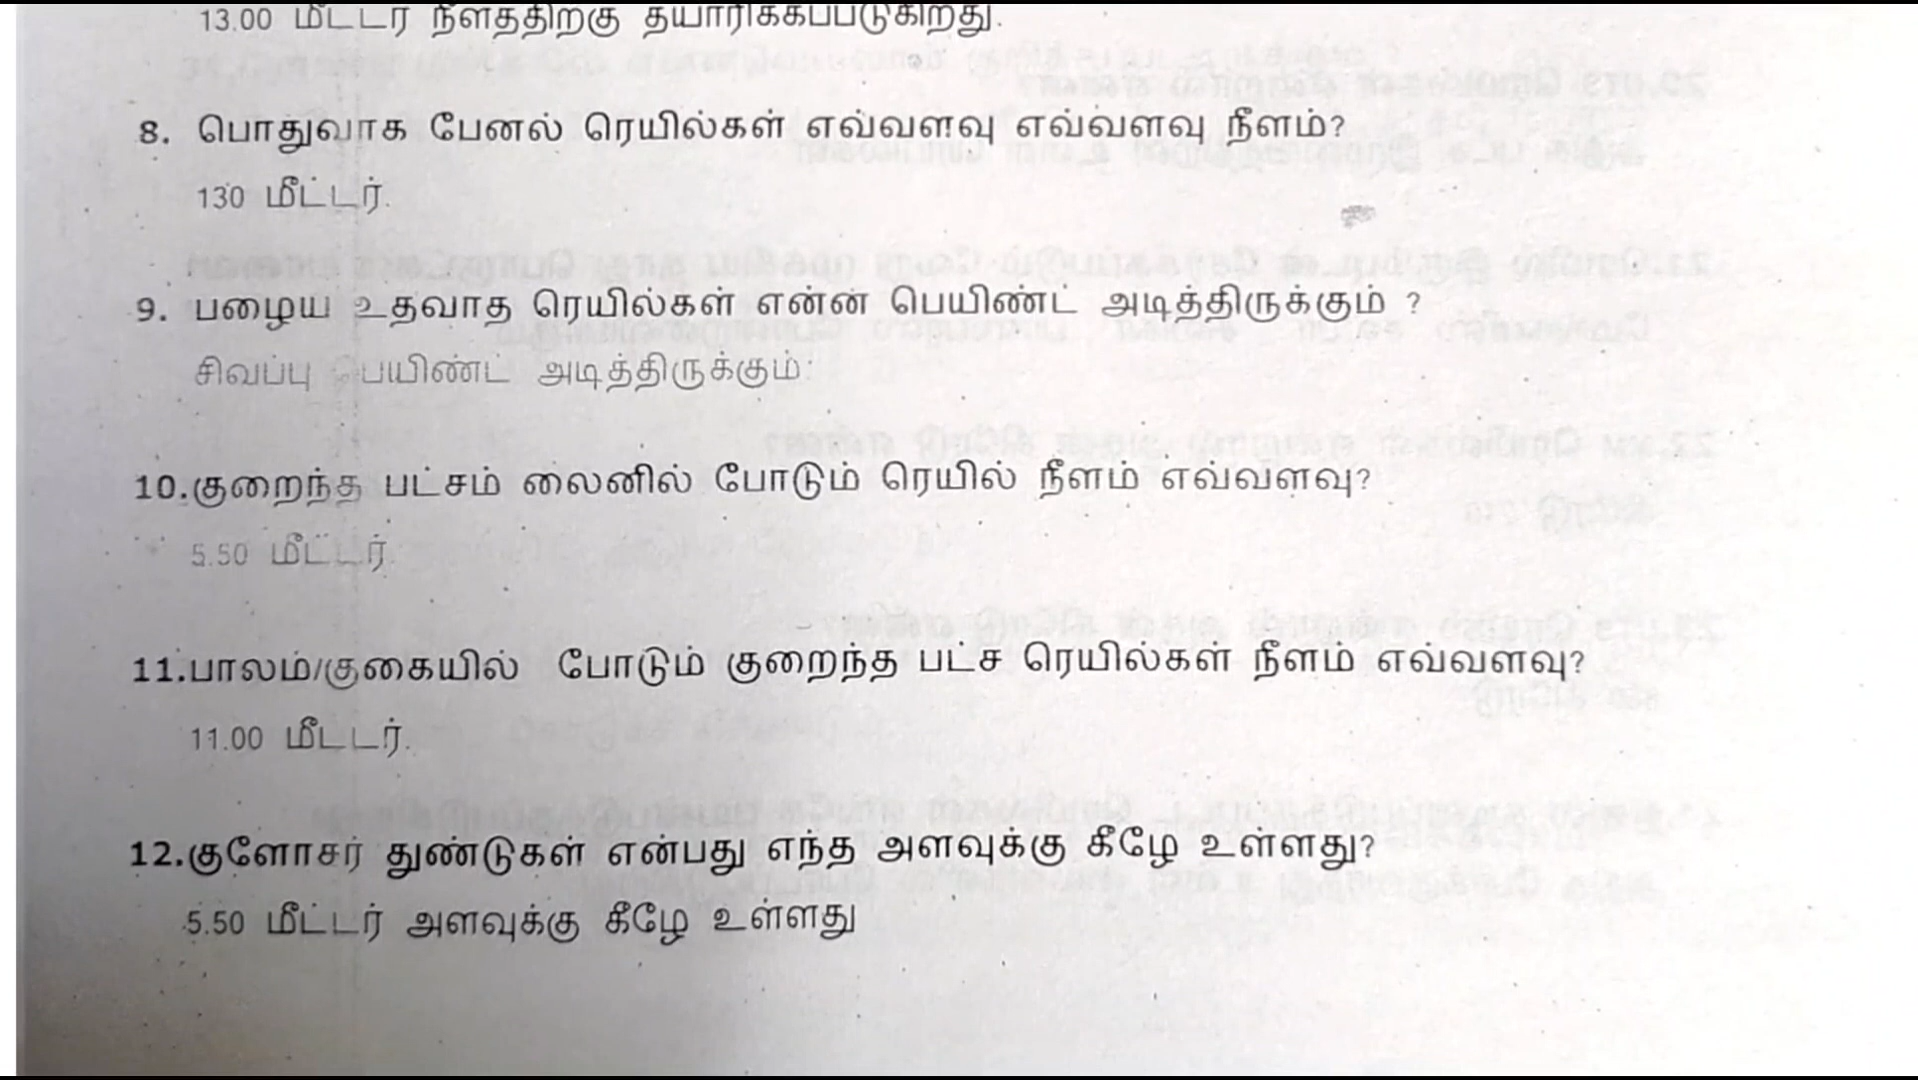 13.00 மீட்டர் நீளத்திற்கு தயாரிக்கப்படுகிறது.
8. பொதுவாக பேனல் ரெயில்கள் எவ்வளவு எவ்வளவு நீளம்?
130 மீட்டர்.
9. பழைய உதவாத ரெயில்கள் என்ன பெயிண்ட் அடித்திருக்கும் ?
சிவப்பு பெயிண்ட் அடித்திருக்கும்.
10.குறைந்த பட்சம் லைனில் போடும் ரெயில் நீளம் எவ்வளவு?
5.50 மீட்டர்.
11.பாலம்/குகையில் போடும் குறைந்த பட்ச ரெயில்கள் நீளம் எவ்வளவு?
11.00 மீட்டர்.
12.குளோசர் துண்டுகள் என்பது எந்த அளவுக்கு கீழே உள்ளது?
5.50 மீட்டர் அளவுக்கு கீழே உள்ளது